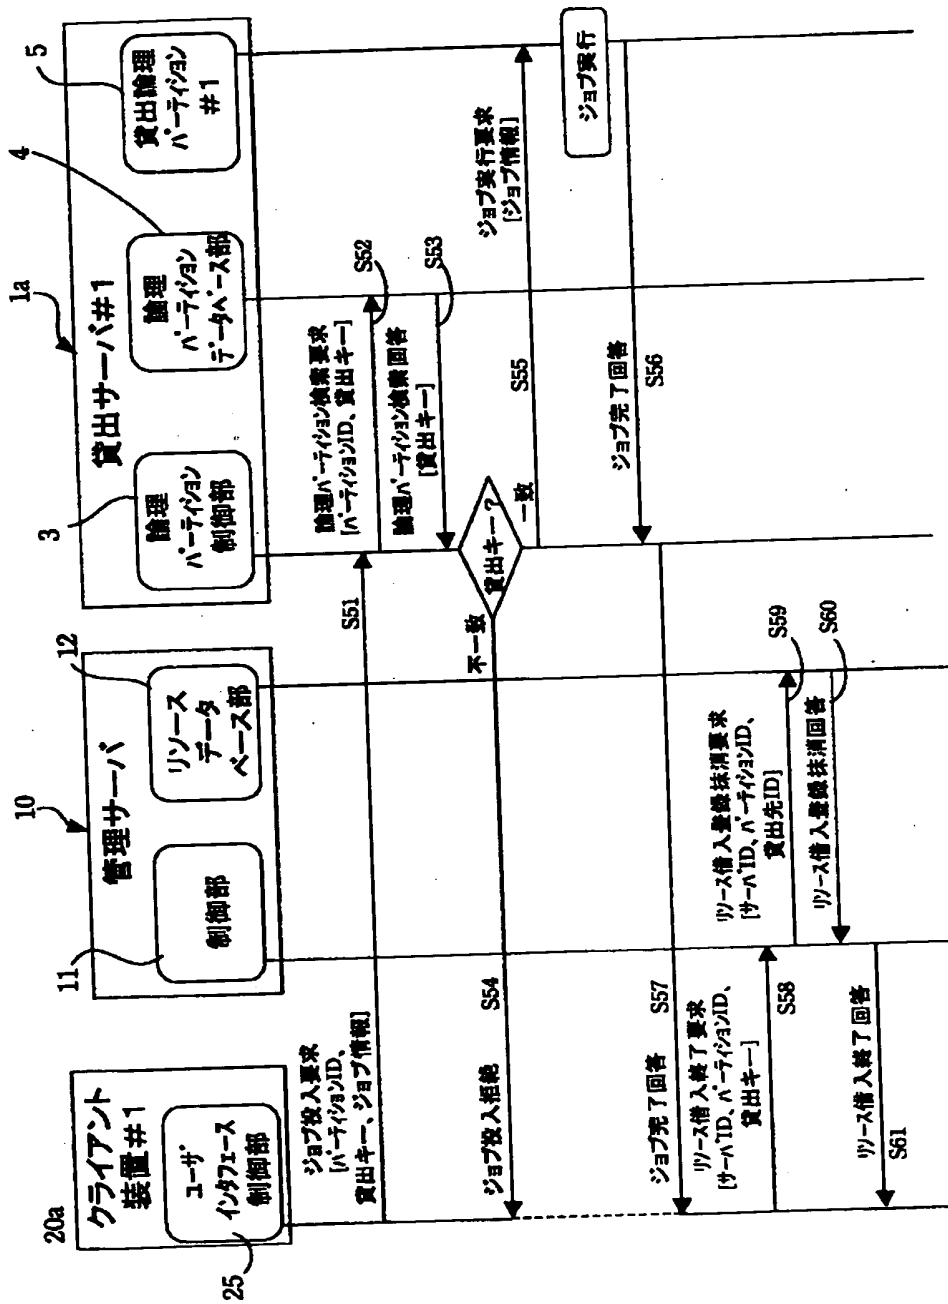 20a
クライアント
装置#1
ユーザ
インタフェース
制御部
25
10
管理サーバ
11
制御部
12
リソース
データ
ベース部
1a
貸出サーバ#1
3
論理
パーティション
制御部
4
論理
パーティション
データベース部
5
貸出論理
パーティション
#1
ジョブ投入要求
[パーティションID、
貸出キー、ジョブ情報]
S51
論理パーティション検索要求
[パーティションID、貸出キー]
S52
論理パーティション検索回答
[貸出キー]
S53
貸出キー?
不一致
一致
ジョブ投入拒絶
S54
S55
ジョブ実行要求
[ジョブ情報]
ジョブ実行
ジョブ完了回答
S56
ジョブ完了回答
S57
リソース借入終了要求
[サーバID、パーティションID、
貸出キー]
S58
リソース借入登録抹消要求
[サーバID、パーティションID、
貸出先ID]
S59
リソース借入登録抹消回答
S60
リソース借入終了回答
S61